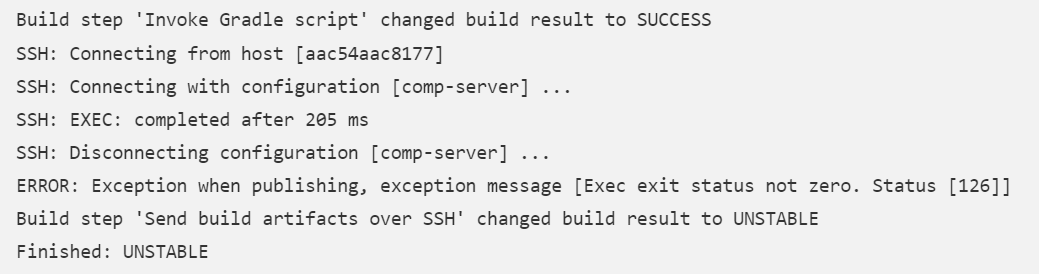 Build step 'Invoke Gradle script' changed build result to SUCCESS
SSH: Connecting from host [aac54aac8177]
SSH: Connecting with configuration [comp-server] ...
SSH: EXEC: completed after 205 ms
SSH: Disconnecting configuration [comp-server] ...
ERROR: Exception when publishing, exception message [Exec exit status not zero. Status [126]]
Build step 'Send build artifacts over SSH' changed build result to UNSTABLE
Finished: UNSTABLE